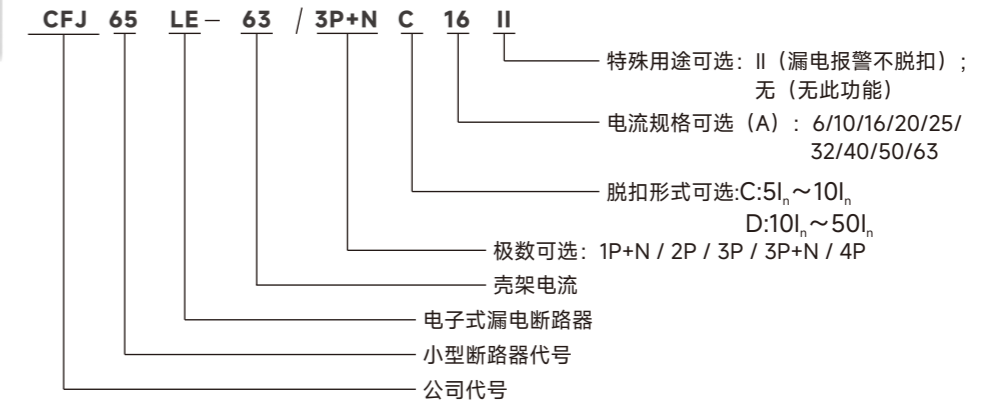 CFJ 65 LE- 63 / 3P+N C 16 II
特殊用途可选：II（漏电报警不脱扣）；
无（无此功能）
电流规格可选（A）：6/10/16/20/25/
32/40/50/63
脱扣形式可选:C:5In～10In
D:10In～50In
极数可选：1P+N / 2P / 3P / 3P+N / 4P
壳架电流
电子式漏电断路器
小型断路器代号
公司代号